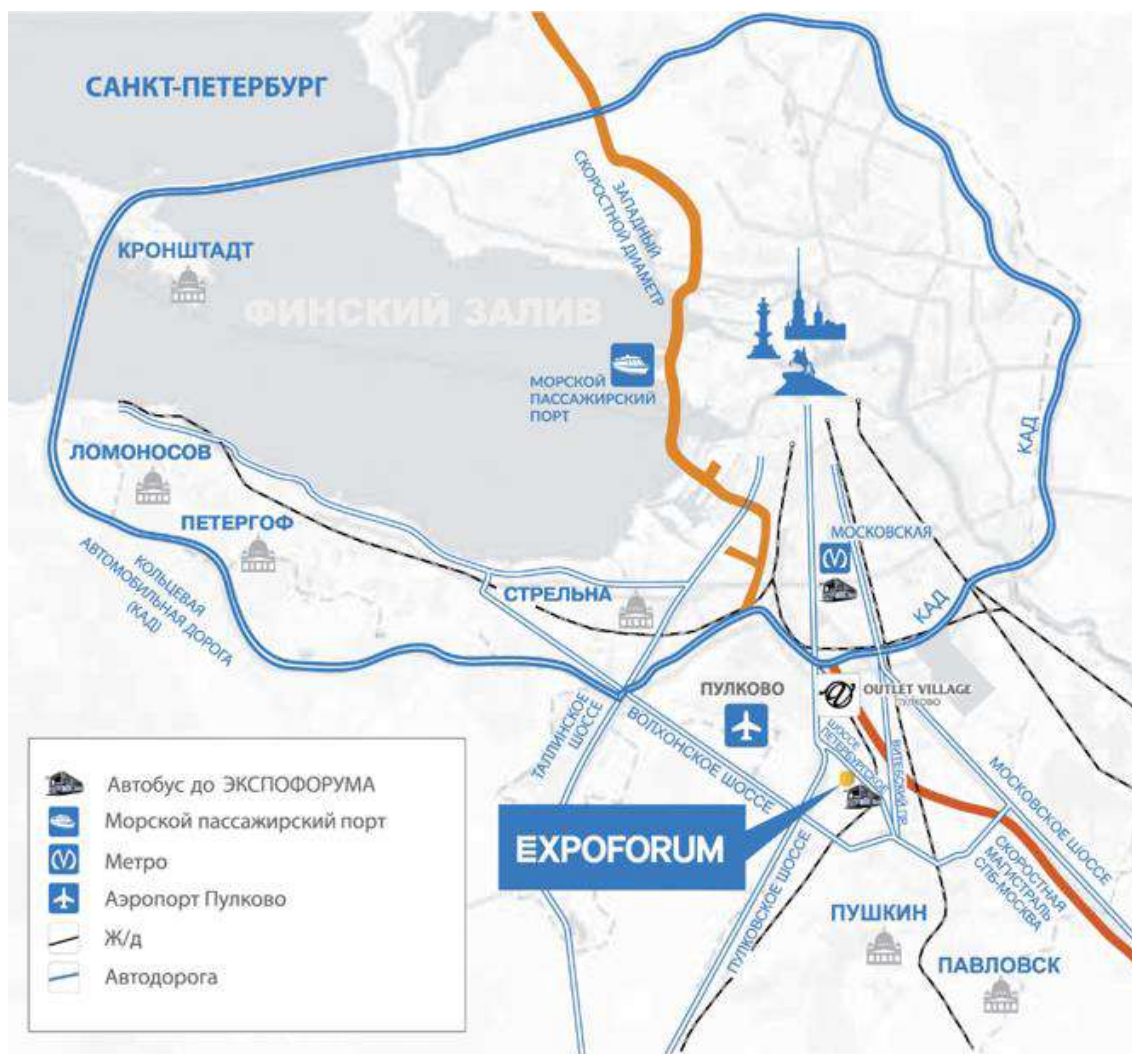 САНКТ-ПЕТЕРБУРГ
ЗАПАДНЫЙ
СКОРОСТНОЙ ДИАМЕТР
КРОНШТАДТ
ФИНСКИЙ ЗАЛИВ
МОРСКОЙ
ПАССАЖИРСКИЙ
ПОРТ
КАД
ЛОМОНОСОВ
ПЕТЕРГОФ
МОСКОВСКАЯ
КОЛЬЦЕВАЯ
АВТОМОБИЛЬНАЯ ДОРОГА
(КАД)
СТРЕЛЬНА
КАД
ПУЛКОВО
OUTLET VILLAGE
ПУЛКОВО
ТАЛЛИНСКОЕ
ШОССЕ
ВОЛХОНСКОЕ ШОССЕ
ПЕТЕРБУРГСКОЕ
ШОССЕ
ВИТЕБСКИЙ ПР.
МОСКОВСКОЕ ШОССЕ
СКОРОСТНАЯ
МАГИСТРАЛЬ
СПБ-МОСКВА
EXPOFORUM
ПУЛКОВСКОЕ ШОССЕ
ПУШКИН
ПАВЛОВСК
Автобус до ЭКСПОФОРУМА
Морской пассажирский порт
Метро
Аэропорт Пулково
Ж/д
Автодорога